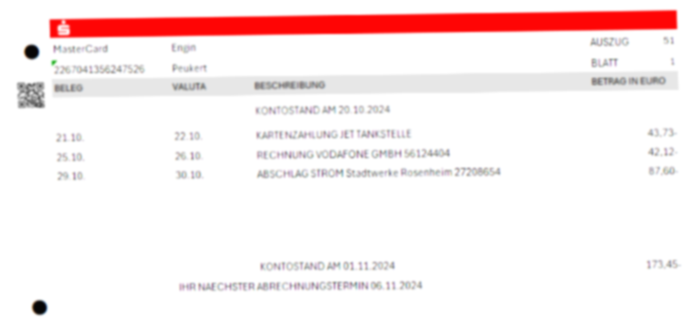 MasterCard Engin AUSZUG 51
2267041356247526 Peukert BLATT 1
BELEG VALUTA BESCHREIBUNG BETRAG IN EURO
KONTOSTAND AM 20.10.2024
21.10. 22.10. KARTENZAHLUNG JET TANKSTELLE 43,73-
25.10. 26.10. RECHNUNG VODAFONE GMBH 56124404 42,12-
29.10. 30.10. ABSCHLAG STROM Stadtwerke Rosenheim 27208654 87,60-
KONTOSTAND AM 01.11.2024 173,45-
IHR NAECHSTER ABRECHNUNGSTERMIN 06.11.2024